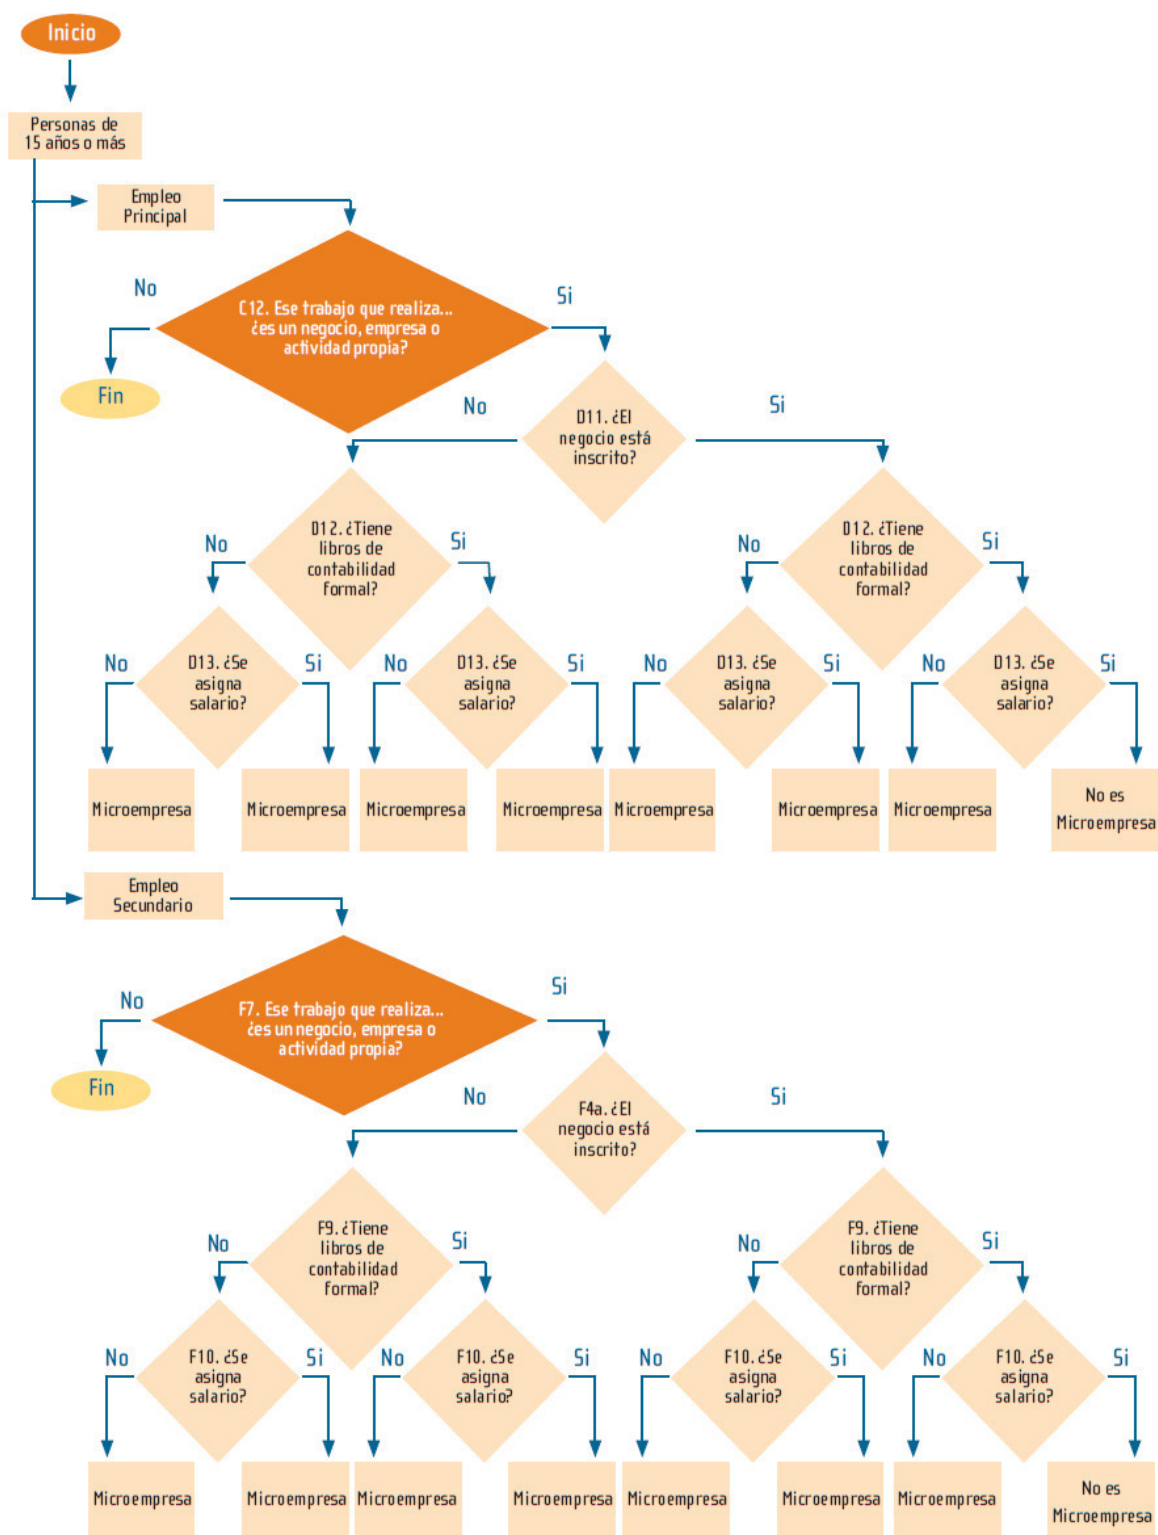 Inicio
Personas de
15 años o más
Empleo
Principal
No
Si
C12. Ese trabajo que realiza...
¿es un negocio, empresa o
actividad propia?
Fin
No
Si
D11. ¿El
negocio está
inscrito?
No
Si
D12. ¿Tiene
libros de
contabilidad
formal?
No
Si
D12. ¿Tiene
libros de
contabilidad
formal?
No
Si
D13. ¿Se
asigna
salario?
No
Si
D13. ¿Se
asigna
salario?
No
Si
D13. ¿Se
asigna
salario?
No
Si
D13. ¿Se
asigna
salario?
Microempresa
Microempresa
Microempresa
Microempresa
Microempresa
Microempresa
Microempresa
No es
Microempresa
Empleo
Secundario
No
Si
F7. Ese trabajo que realiza...
¿es un negocio, empresa o
actividad propia?
Fin
No
Si
F4a. ¿El
negocio está
inscrito?
No
Si
F9. ¿Tiene
libros de
contabilidad
formal?
No
Si
F9. ¿Tiene
libros de
contabilidad
formal?
No
Si
F10. ¿Se
asigna
salario?
No
Si
F10. ¿Se
asigna
salario?
No
Si
F10. ¿Se
asigna
salario?
No
Si
F10. ¿Se
asigna
salario?
Microempresa
Microempresa
Microempresa
Microempresa
Microempresa
Microempresa
Microempresa
No es
Microempresa